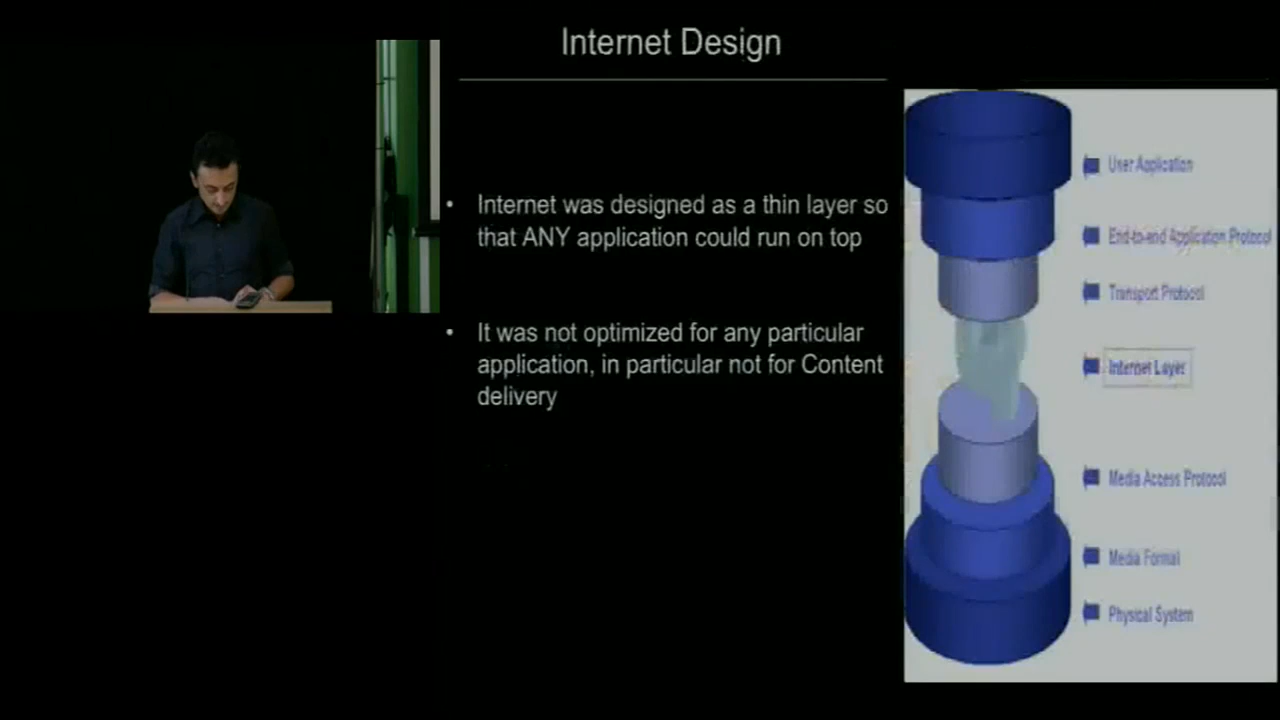 Internet Design
• Internet was designed as a thin layer so
that ANY application could run on top
• It was not optimized for any particular
application, in particular not for Content
delivery
User Application
End-to-end Application Protocol
Transport Protocol
Internet Layer
Media Access Protocol
Media Format
Physical System